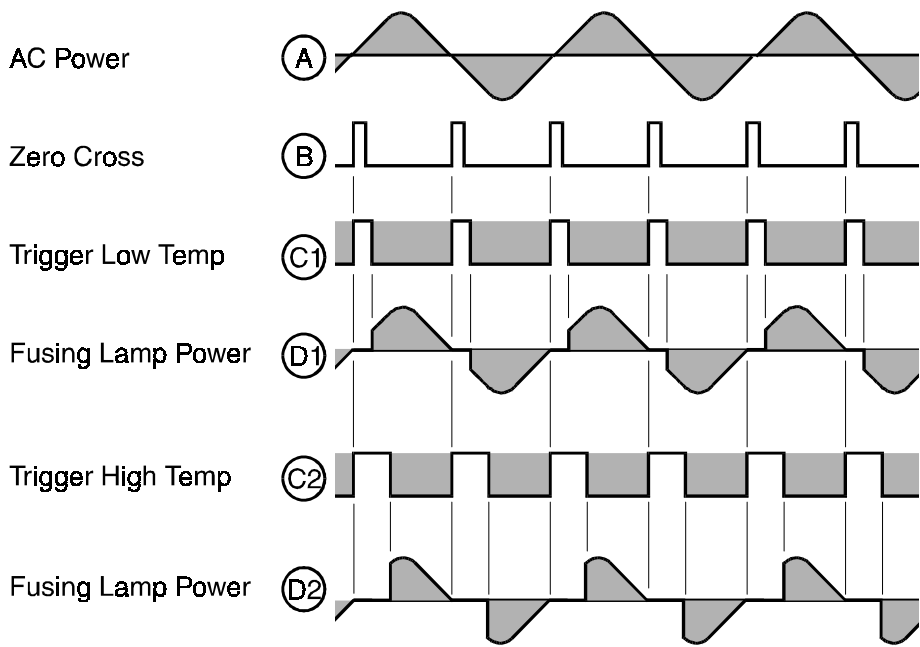 AC Power A
Zero Cross B
Trigger Low Temp C1
Fusing Lamp Power D1
Trigger High Temp C2
Fusing Lamp Power D2